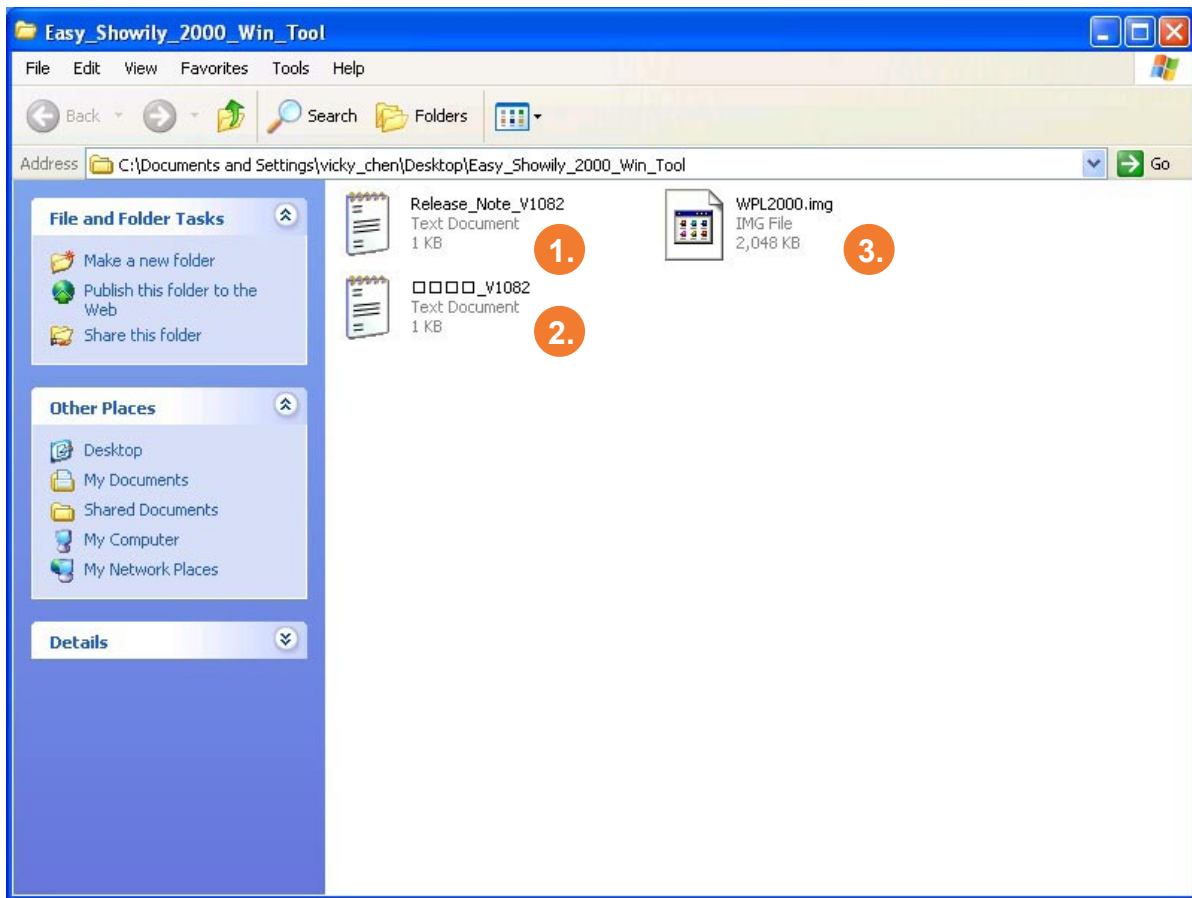 Easy_Showily_2000_Win_Tool
File Edit View Favorites Tools Help
Back Search Folders
Address C:\Documents and Settings\vicky_chen\Desktop\Easy_Showily_2000_Win_Tool Go
File and Folder Tasks
Make a new folder
Publish this folder to the
Web
Share this folder
Other Places
Desktop
My Documents
Shared Documents
My Computer
My Network Places
Details
Release_Note_V1082
Text Document
1 KB
1.
WPL2000.img
IMG File
2,048 KB
3.
□□□□_V1082
Text Document
1 KB
2.